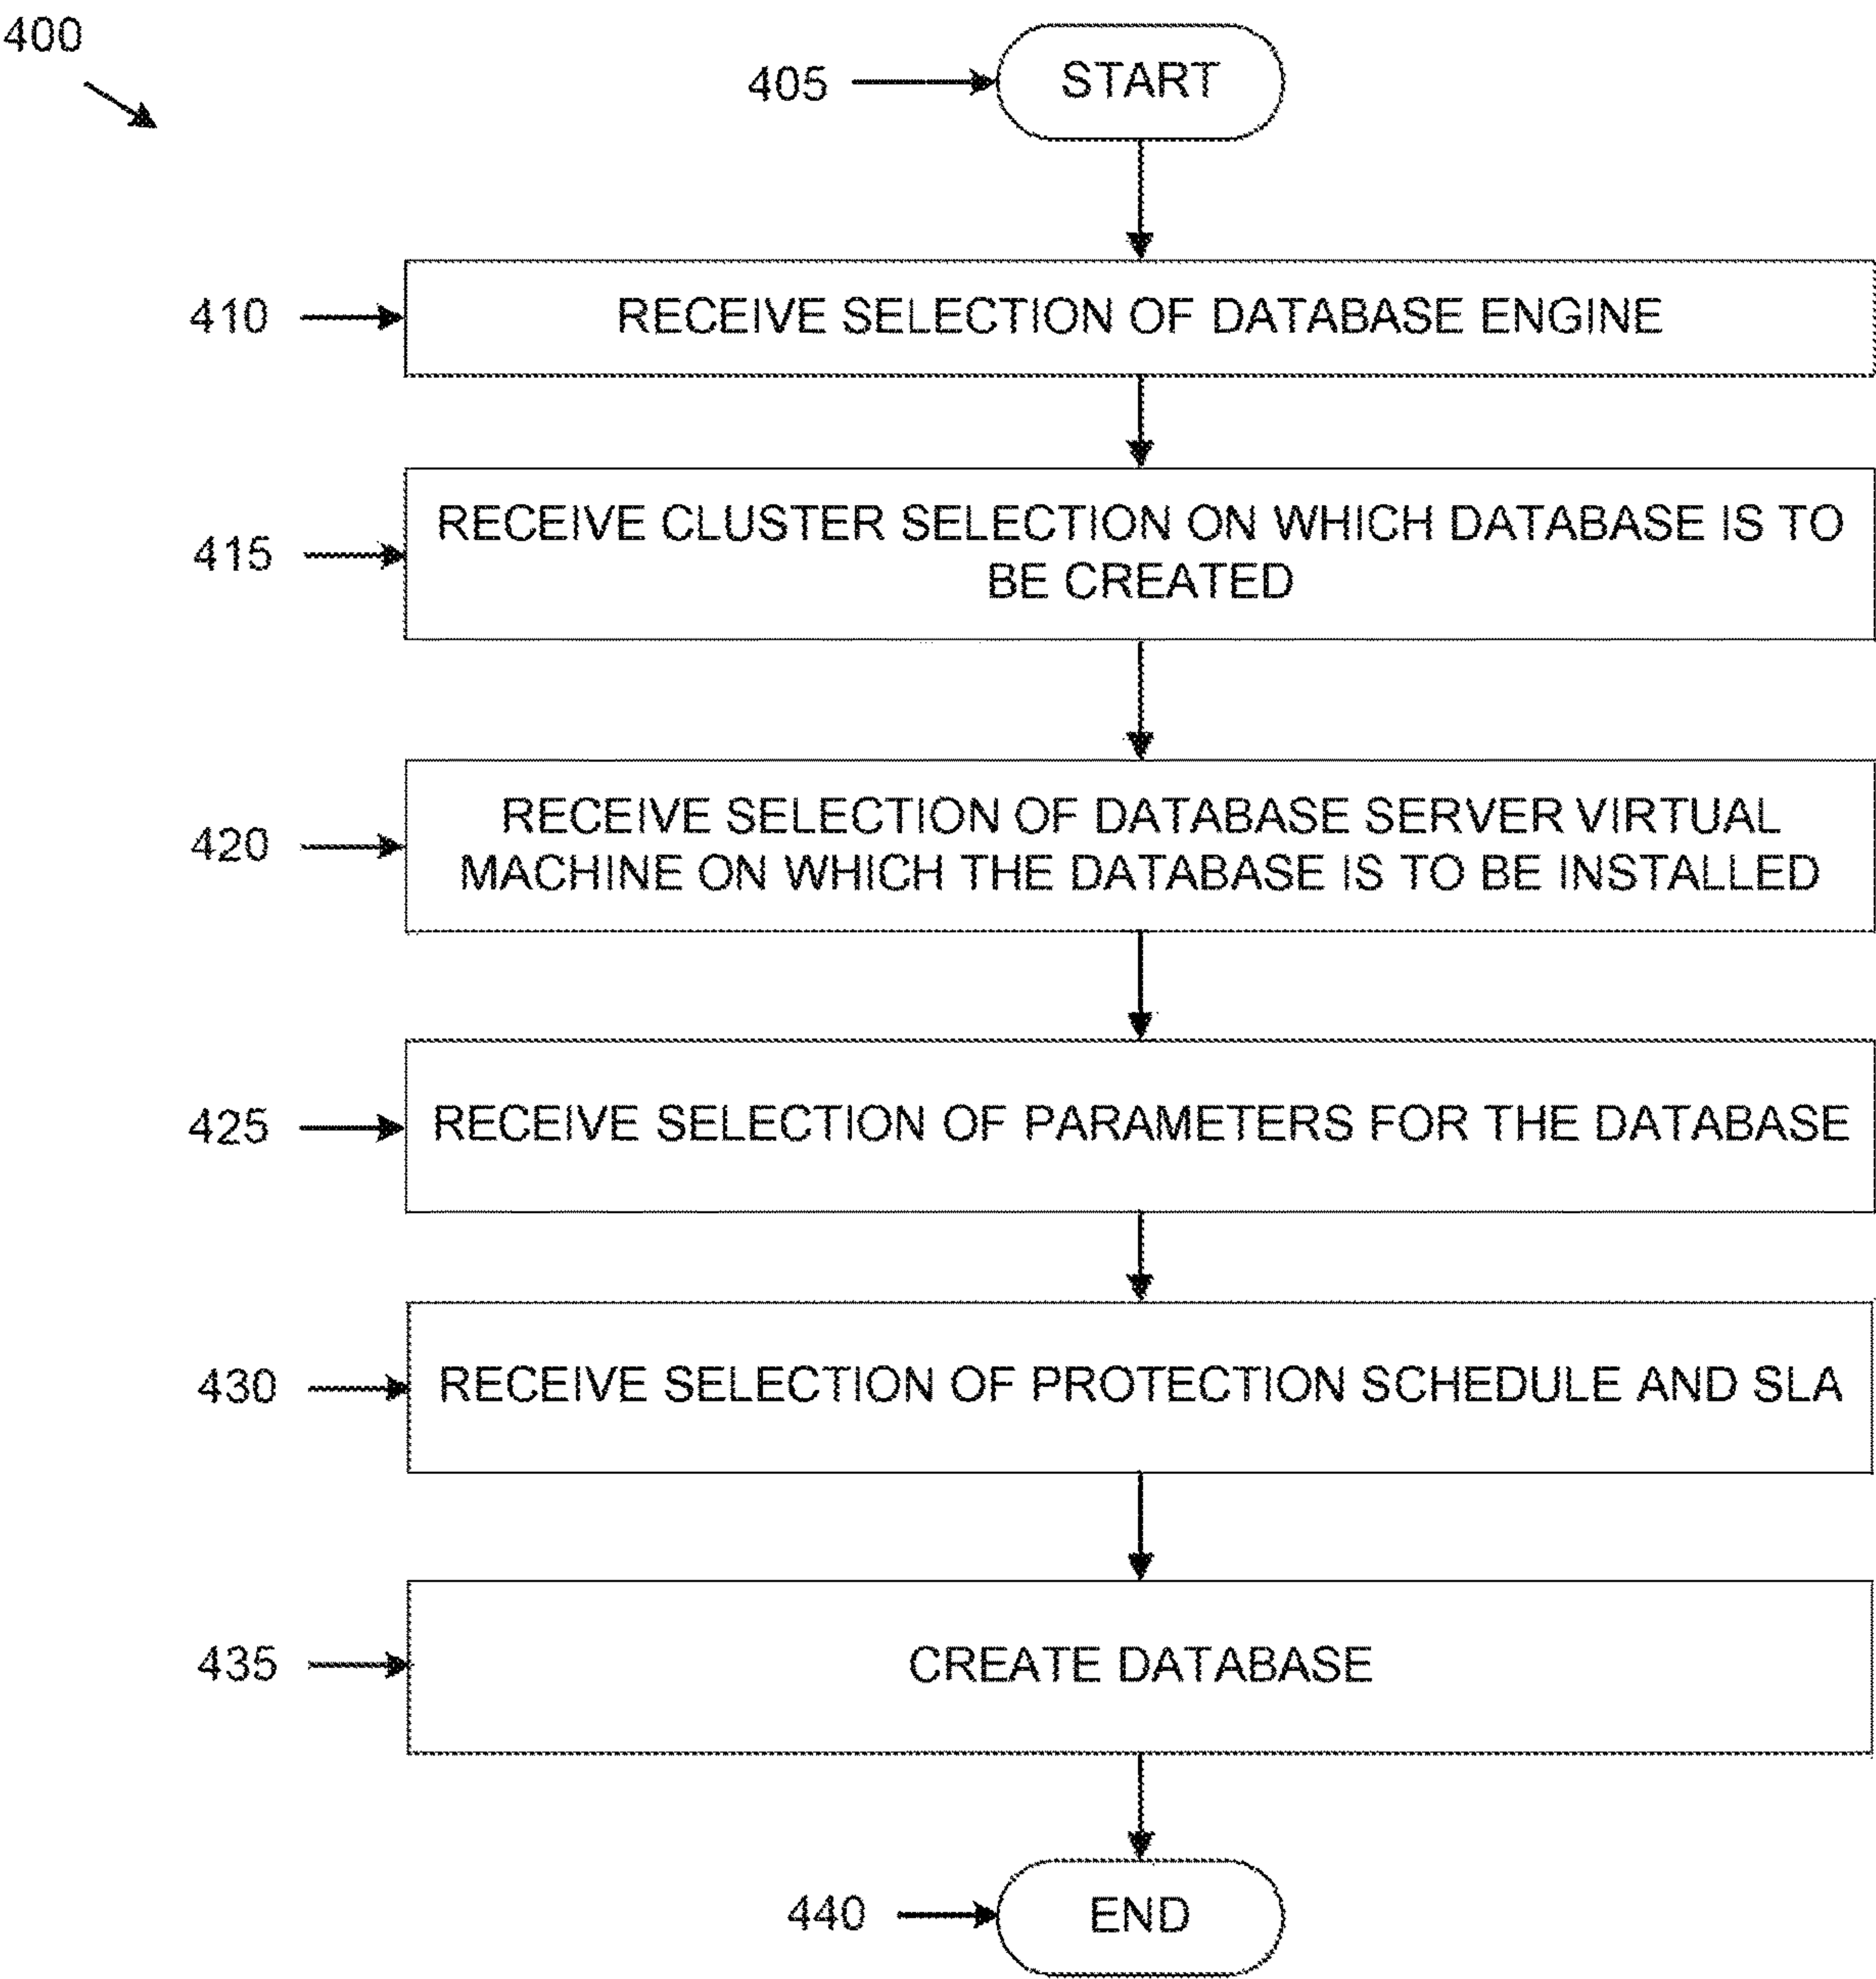 400
405
START
410
RECEIVE SELECTION OF DATABASE ENGINE
415
RECEIVE CLUSTER SELECTION ON WHICH DATABASE IS TO
BE CREATED
420
RECEIVE SELECTION OF DATABASE SERVER VIRTUAL
MACHINE ON WHICH THE DATABASE IS TO BE INSTALLED
425
RECEIVE SELECTION OF PARAMETERS FOR THE DATABASE
430
RECEIVE SELECTION OF PROTECTION SCHEDULE AND SLA
435
CREATE DATABASE
440
END